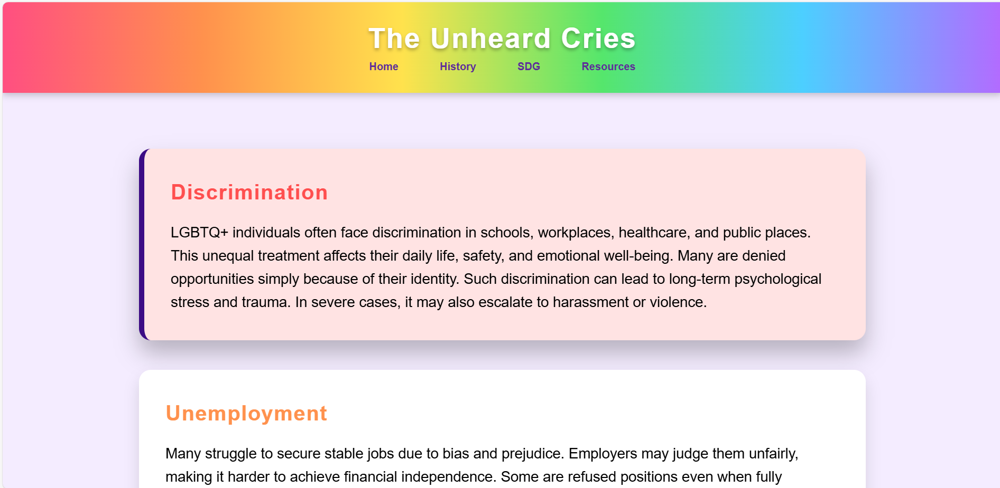 The Unheard Cries
Home History SDG Resources
Discrimination
LGBTQ+ individuals often face discrimination in schools, workplaces, healthcare, and public places.
This unequal treatment affects their daily life, safety, and emotional well-being. Many are denied
opportunities simply because of their identity. Such discrimination can lead to long-term psychological
stress and trauma. In severe cases, it may also escalate to harassment or violence.
Unemployment
Many struggle to secure stable jobs due to bias and prejudice. Employers may judge them unfairly,
making it harder to achieve financial independence. Some are refused positions even when fully